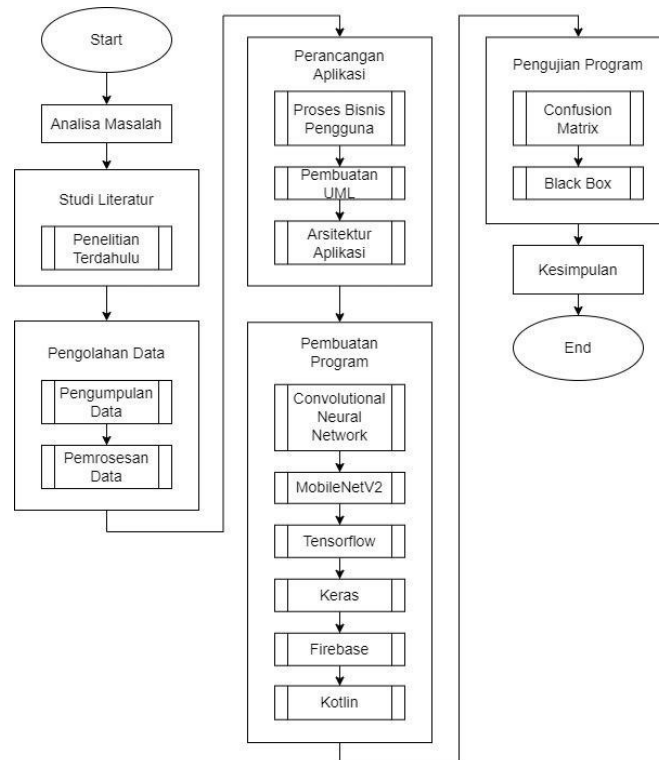 Start
Analisa Masalah
Studi Literatur
Penelitian
Terdahulu
Pengolahan Data
Pengumpulan
Data
Pemrosesan
Data
Perancangan
Aplikasi
Proses Bisnis
Pengguna
Pembuatan
UML
Arsitektur
Aplikasi
Pembuatan
Program
Convolutional
Neural
Network
MobileNetV2
Tensorflow
Keras
Firebase
Kotlin
Pengujian Program
Confusion
Matrix
Black Box
Kesimpulan
End